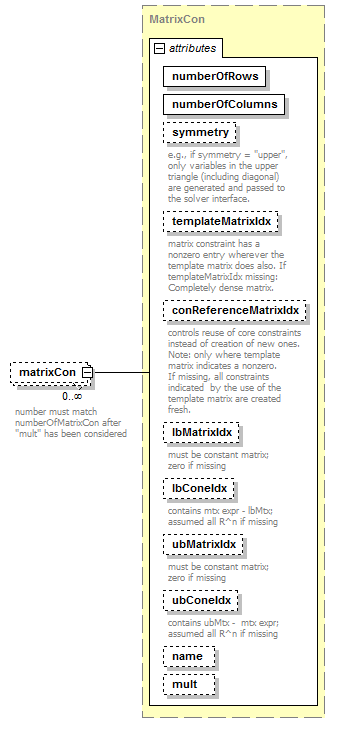 MatrixCon
attributes
numberOfRows
numberOfColumns
symmetry
e.g., if symmetry = "upper",
only variables in the upper
triangle (including diagonal)
are generated and passed to
the solver interface.
templateMatrixIdx
matrix constraint has a
nonzero entry wherever the
template matrix does also. If
templateMatrixIdx missing:
Completely dense matrix.
conReferenceMatrixIdx
controls reuse of core constraints
instead of creation of new ones.
Note: only where template
matrix indicates a nonzero.
If missing, all constraints
indicated  by the use of the
template matrix are created
fresh.
matrixCon
0..∞
number must match
numberOfMatrixCon after
"mult" has been considered
lbMatrixIdx
must be constant matrix;
zero if missing
lbConeIdx
contains mtx expr - lbMtx;
assumed all R^n if missing
ubMatrixIdx
must be constant matrix;
zero if missing
ubConeIdx
contains ubMtx -  mtx expr;
assumed all R^n if missing
name
mult